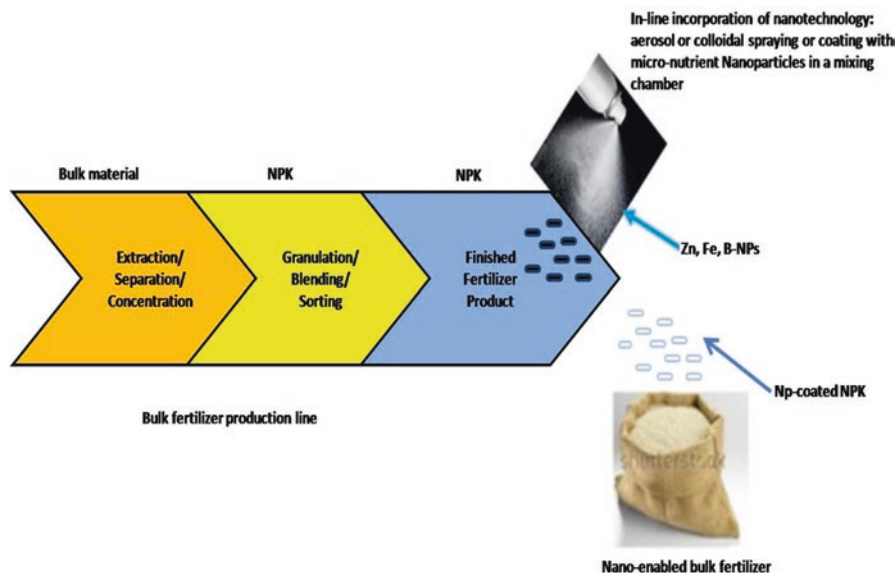 In-line incorporation of nanotechnology:
aerosol or colloidal spraying or coating with
micro-nutrient Nanoparticles in a mixing
chamber
Bulk material
NPK
NPK
Extraction/
Separation/
Concentration
Granulation/
Blending/
Sorting
Finished
Fertilizer
Product
Zn, Fe, B-NPs
Np-coated NPK
Bulk fertilizer production line
shutterstock
Nano-enabled bulk fertilizer